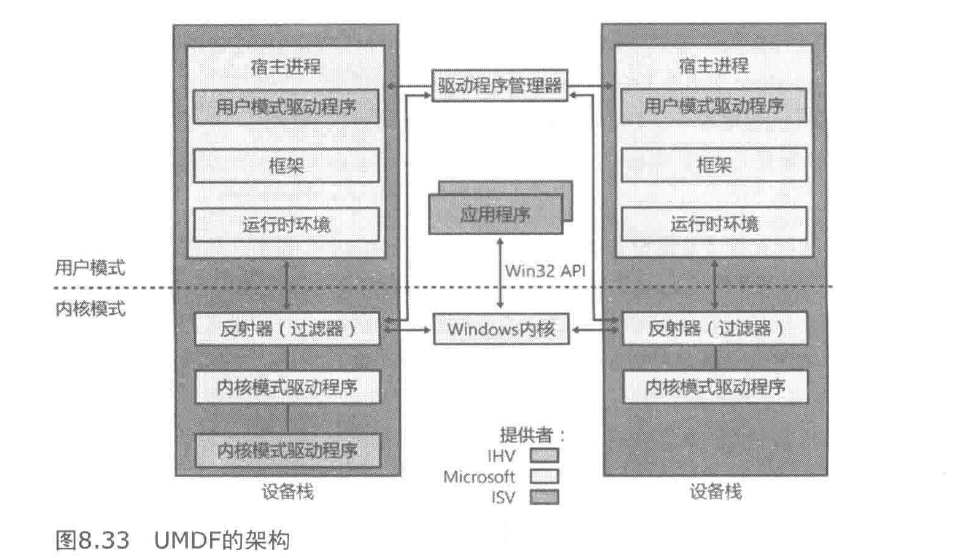 宿主进程
用户模式驱动程序
框架
运行时环境
驱动程序管理器
应用程序
Win32 API
宿主进程
用户模式驱动程序
框架
运行时环境
用户模式
内核模式
反射器（过滤器）
内核模式驱动程序
内核模式驱动程序
设备栈
Windows内核
反射器（过滤器）
内核模式驱动程序
设备栈
提供者：
IHV
Microsoft
ISV
图8.33 UMDF的架构